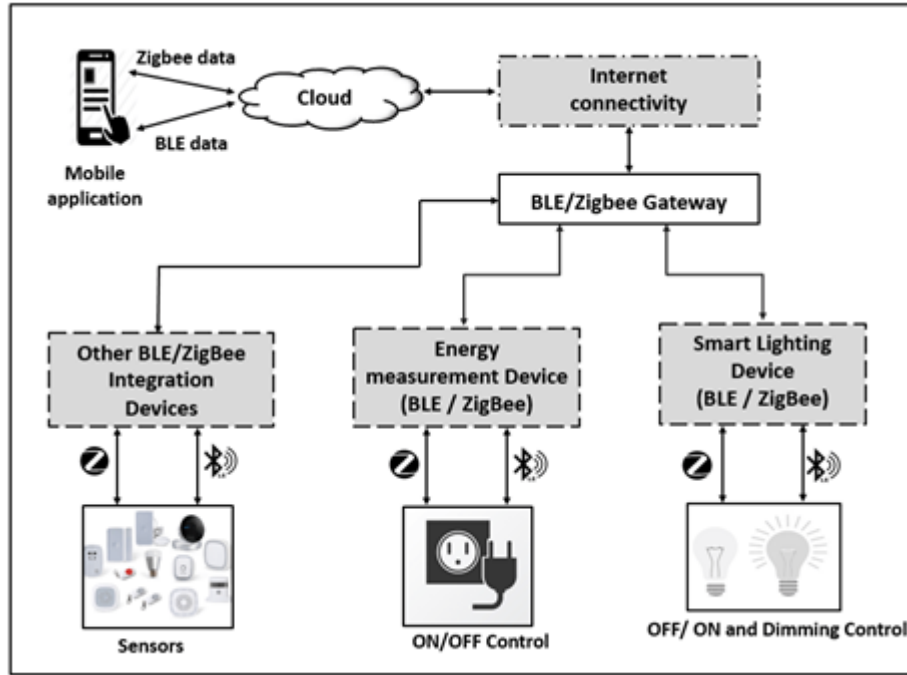 Zigbee data
Cloud
BLE data
Mobile
application
Internet
connectivity
BLE/Zigbee Gateway
Other BLE/ZigBee
Integration
Devices
Energy
measurement Device
(BLE / ZigBee)
Smart Lighting
Device
(BLE / ZigBee)
Sensors
ON/OFF Control
OFF/ ON and Dimming Control